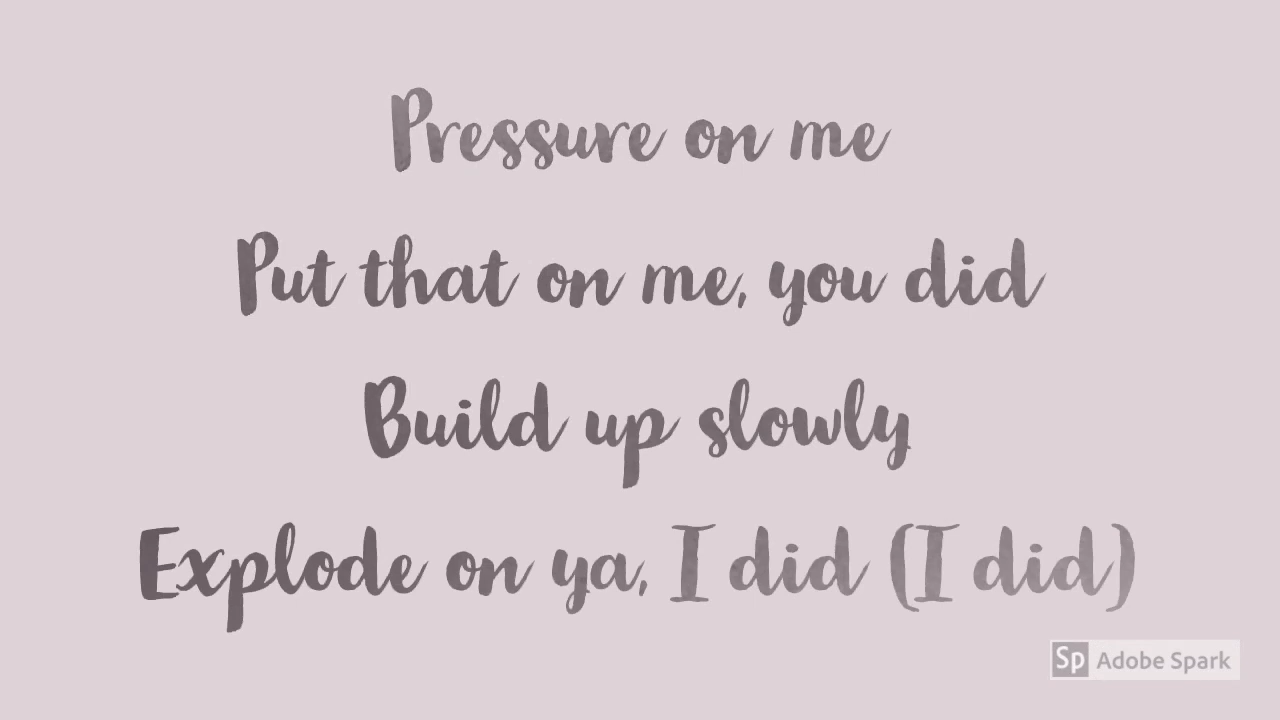 Pressure on me
Put that on me, you did
Build up slowly
Explode on ya, I did (I did)
Sp Adobe Spark